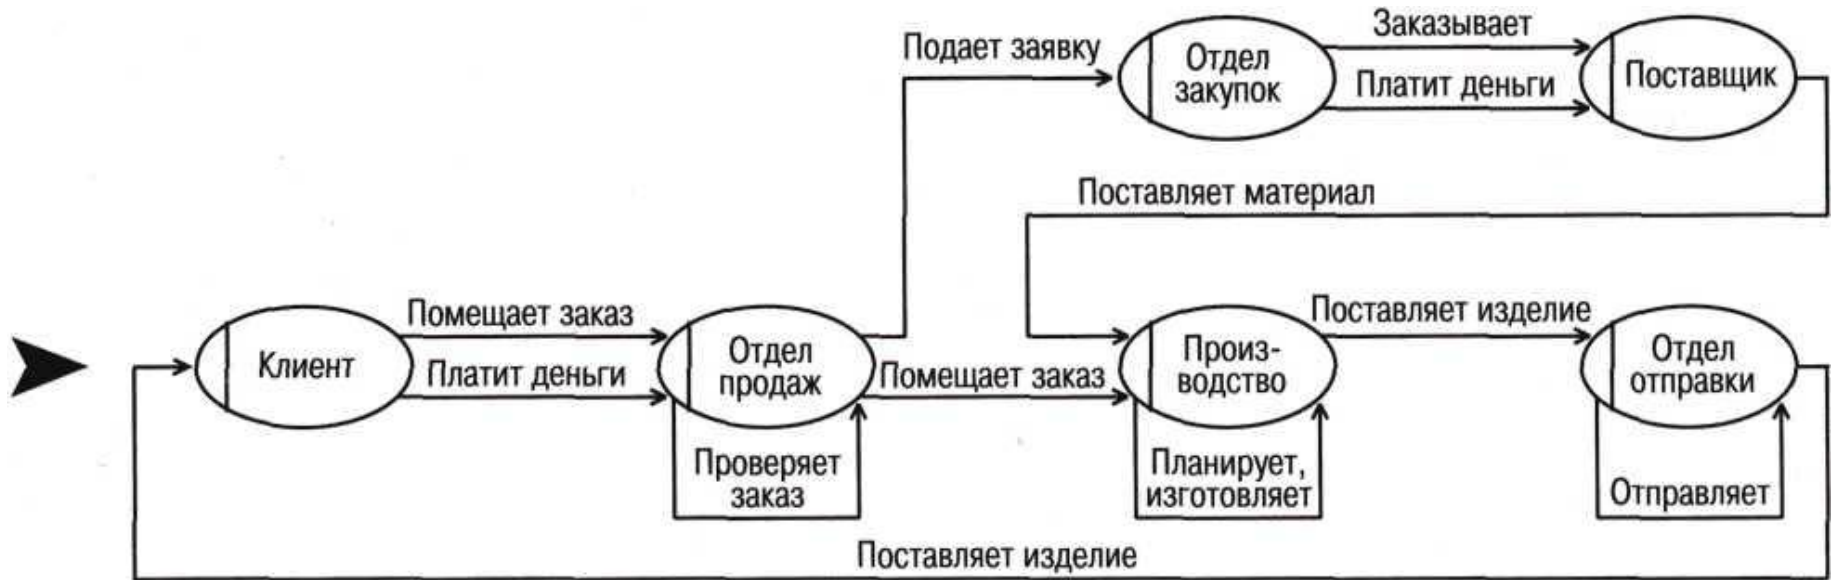 Заказывает
Подает заявку
Отдел
закупок
Платит деньги
Поставщик
Поставляет материал
Помещает заказ
Поставляет изделие
Клиент
Платит деньги
Отдел
продаж
Помещает заказ
Произ-
водство
Отдел
отправки
Проверяет
заказ
Планирует,
изготовляет
Отправляет
Поставляет изделие